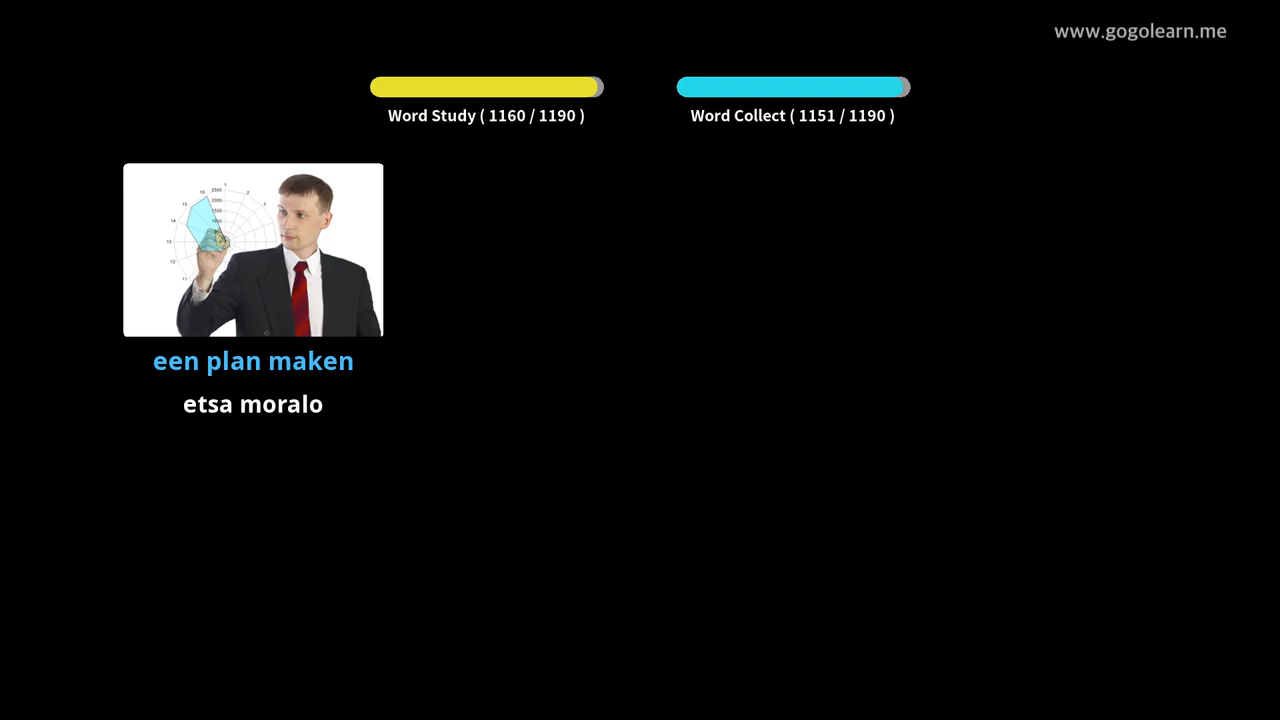 www.gogolearn.me
Word Study ( 1160 / 1190 )
Word Collect ( 1151 / 1190 )
een plan maken
etsa moralo